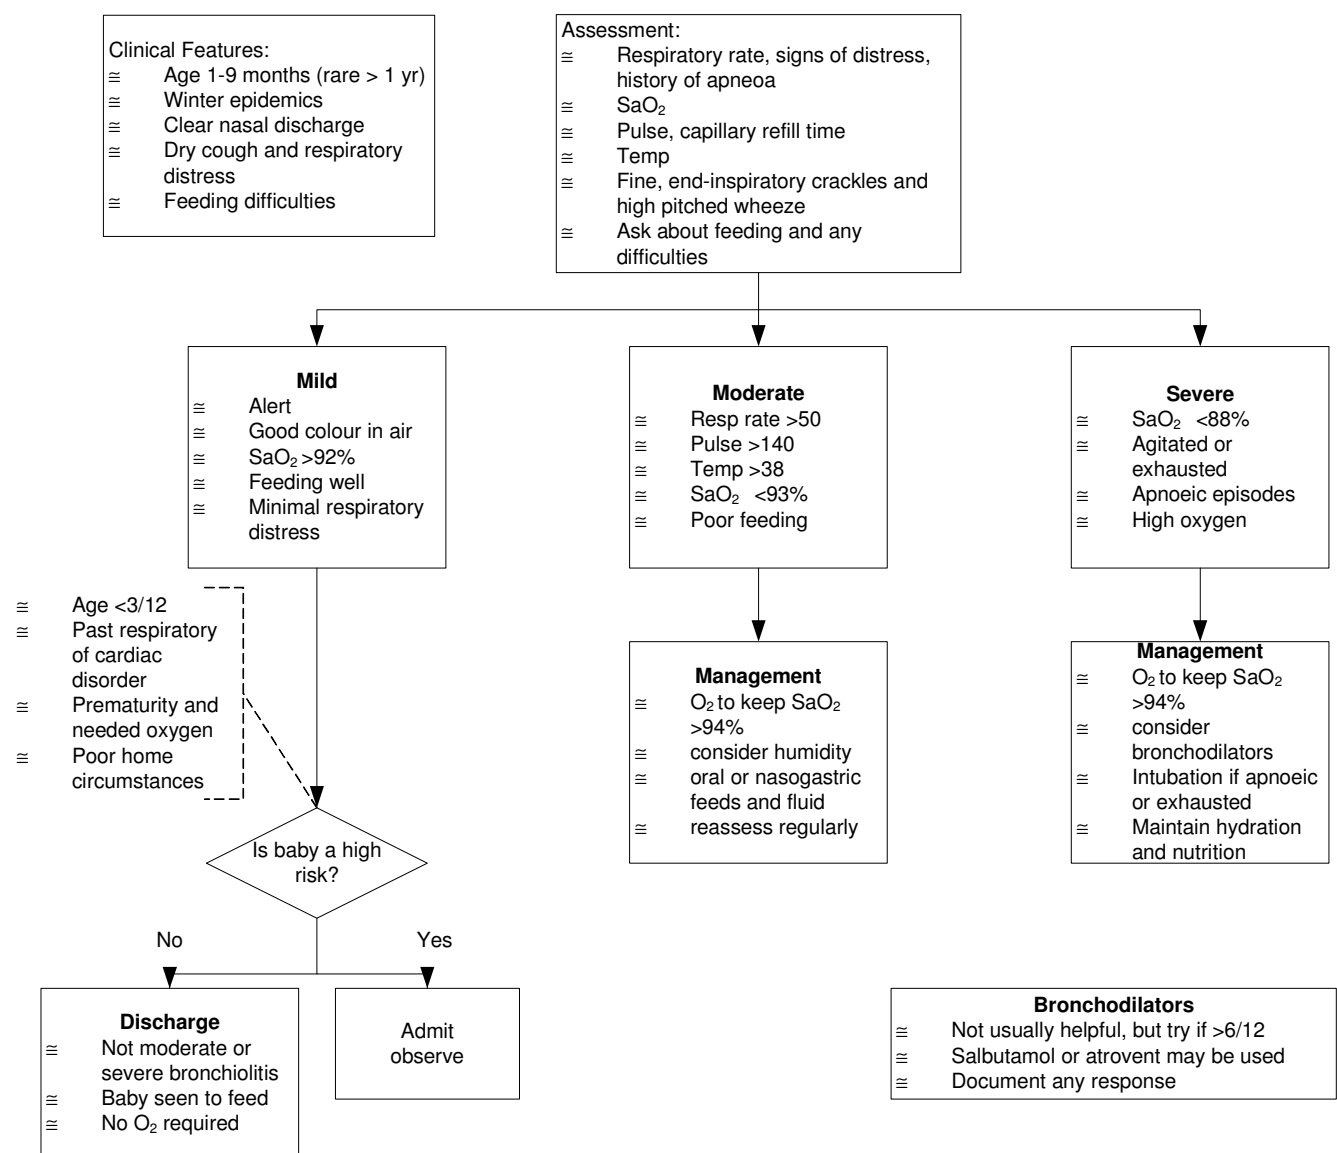 Clinical Features:
≅ Age 1-9 months (rare > 1 yr)
≅ Winter epidemics
≅ Clear nasal discharge
≅ Dry cough and respiratory
distress
≅ Feeding difficulties
Assessment:
≅ Respiratory rate, signs of distress,
history of apneoa
≅ SaO₂
≅ Pulse, capillary refill time
≅ Temp
≅ Fine, end-inspiratory crackles and
high pitched wheeze
≅ Ask about feeding and any
difficulties
Mild
≅ Alert
≅ Good colour in air
≅ SaO₂ >92%
≅ Feeding well
≅ Minimal respiratory
distress
Moderate
≅ Resp rate >50
≅ Pulse >140
≅ Temp >38
≅ SaO₂ <93%
≅ Poor feeding
Severe
≅ SaO₂ <88%
≅ Agitated or
exhausted
≅ Apnoeic episodes
≅ High oxygen
≅ Age <3/12
≅ Past respiratory
of cardiac
disorder
≅ Prematurity and
needed oxygen
≅ Poor home
circumstances
Management
≅ O₂ to keep SaO₂
>94%
≅ consider humidity
≅ oral or nasogastric
feeds and fluid
≅ reassess regularly
Management
≅ O₂ to keep SaO₂
>94%
≅ consider
bronchodilators
≅ Intubation if apnoeic
or exhausted
≅ Maintain hydration
and nutrition
Is baby a high
risk?
No
Yes
Discharge
≅ Not moderate or
severe bronchiolitis
≅ Baby seen to feed
≅ No O₂ required
Admit
observe
Bronchodilators
≅ Not usually helpful, but try if >6/12
≅ Salbutamol or atrovent may be used
≅ Document any response